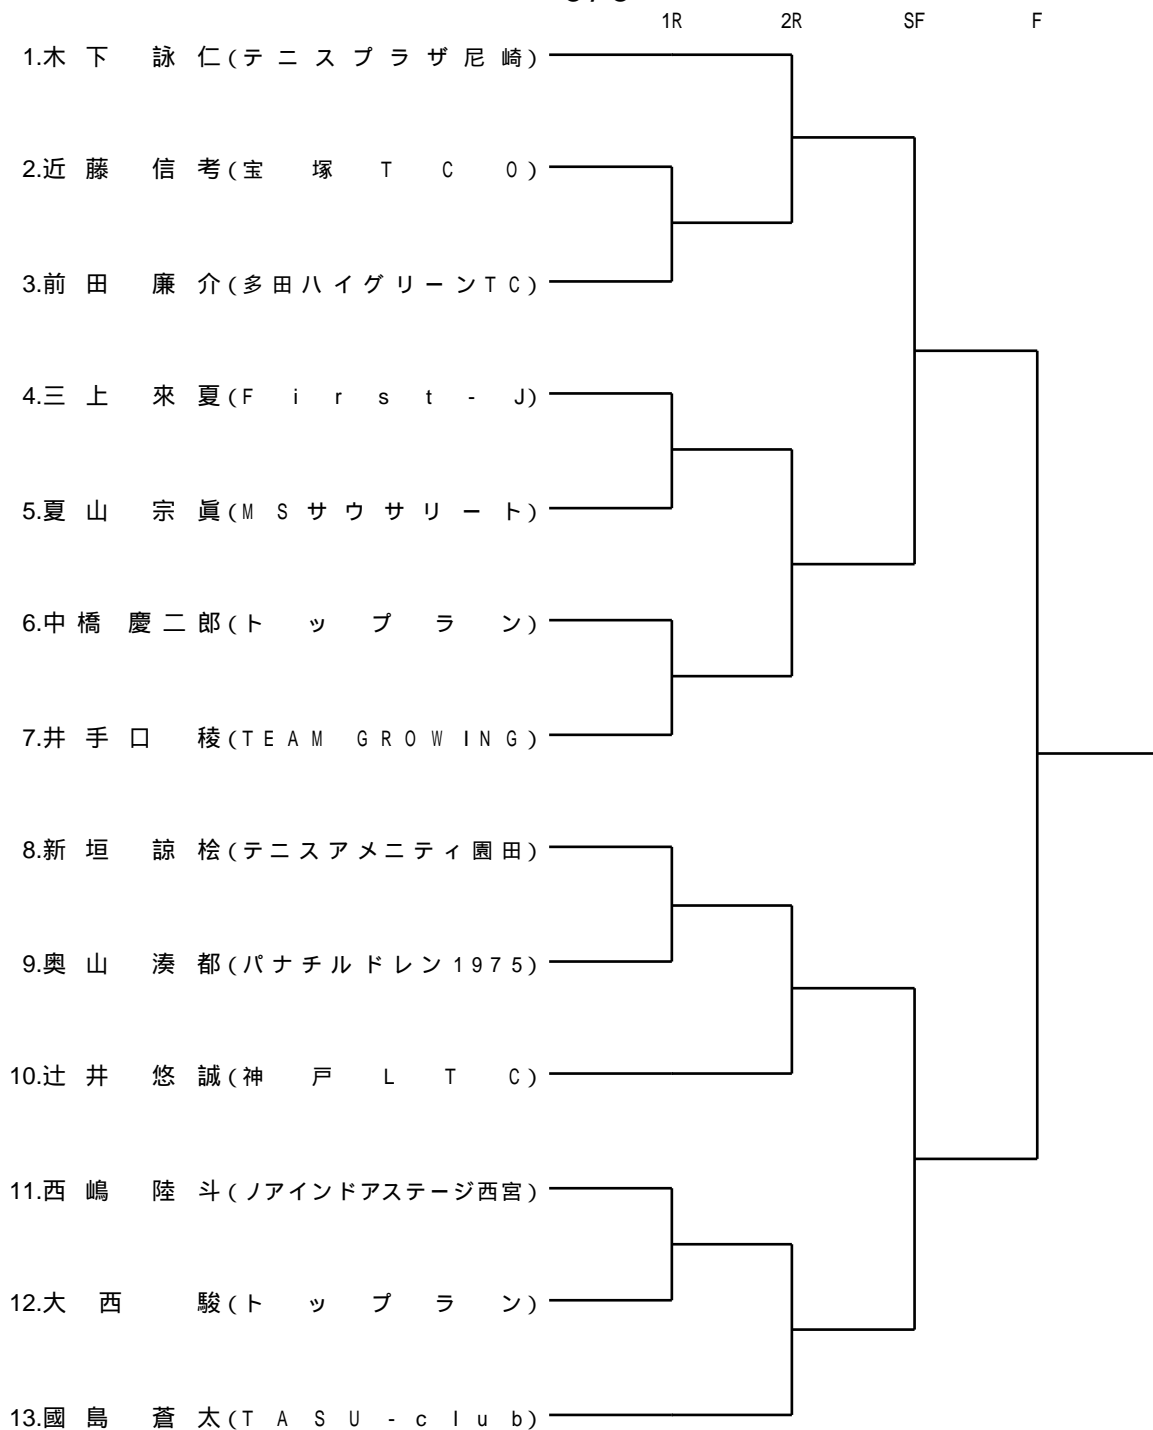 1R 2R SF F
1.木下 詠仁(テニスプラザ尼崎)
2.近藤 信考(宝塚TCO)
3.前田 廉介(多田ハイグリーンTC)
4.三上 來夏(First-J)
5.夏山 宗眞(MSサウサリート)
6.中橋 慶二郎(トップラン)
7.井手口 稜(TEAM GROWING)
8.新垣 諒桧(テニスアメニティ園田)
9.奥山 湊都(パナチルドレン1975)
10.辻井 悠誠(神戸LTC)
11.西嶋 陸斗(ノアインドアステージ西宮)
12.大西 駿(トップラン)
13.國島 蒼太(TASU-club)